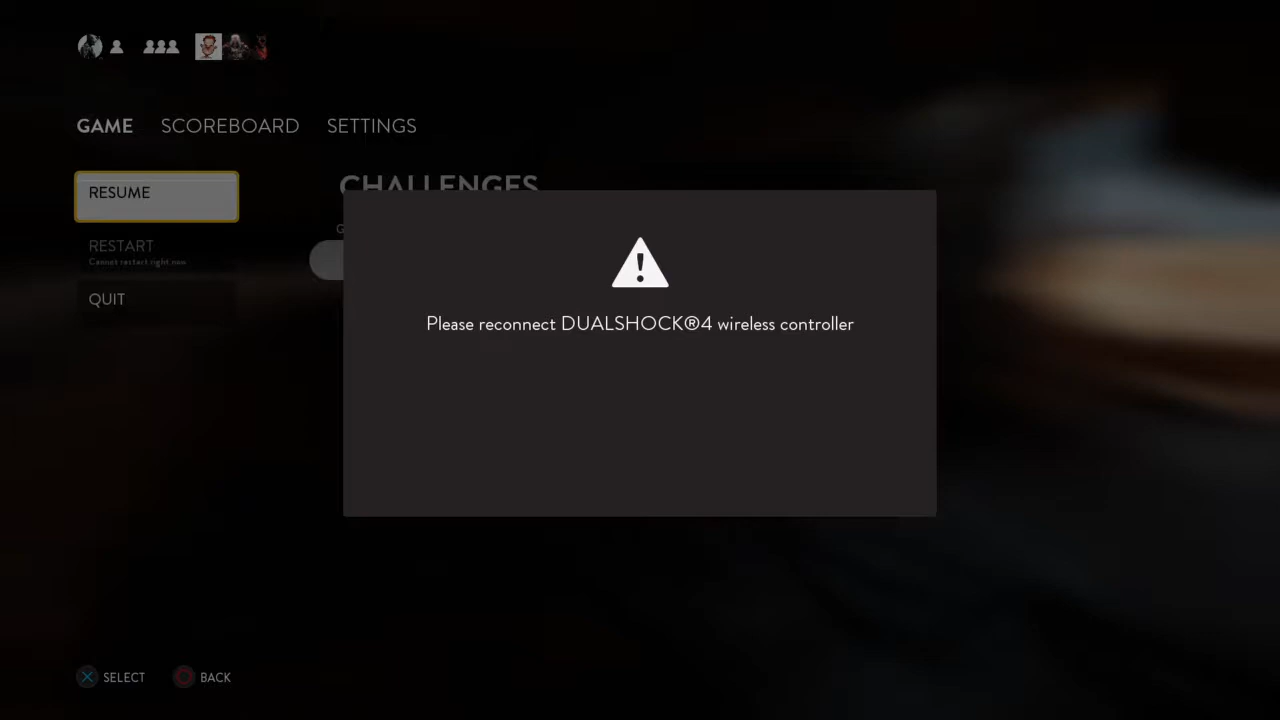 GAME SCOREBOARD SETTINGS
RESUME
CHALLENGES
RESTART
Cannot restart right now
QUIT
Please reconnect DUALSHOCK®4 wireless controller
SELECT BACK